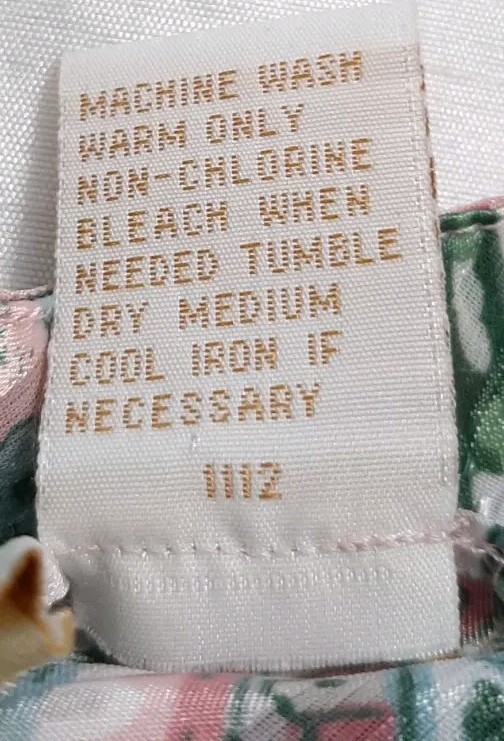 MACHINE WASH
WARM ONLY
NON-CHLORINE
BLEACH WHEN
NEEDED TUMBLE
DRY MEDIUM
COOL IRON IF
NECESSARY
1112